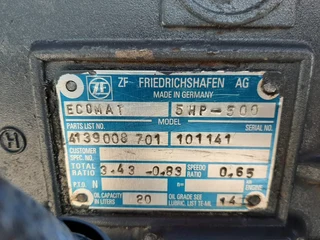 ZF FRIEDRICHSHAFEN AG
MADE IN GERMANY
ECOMAT 5HP-500
PARTS LIST NO. MODEL SERIAL NO.
4139 008 701 101141
CUSTOMER
SPEC. NO.
TOTAL RATIO 3.43 -0.83 SPEEDO RATIO 0,65
P.T.O. N n=
OIL CAPACITY IN LITERS 20 OIL GRADE SEE LUBRIC. LIST TE-ML 14
H